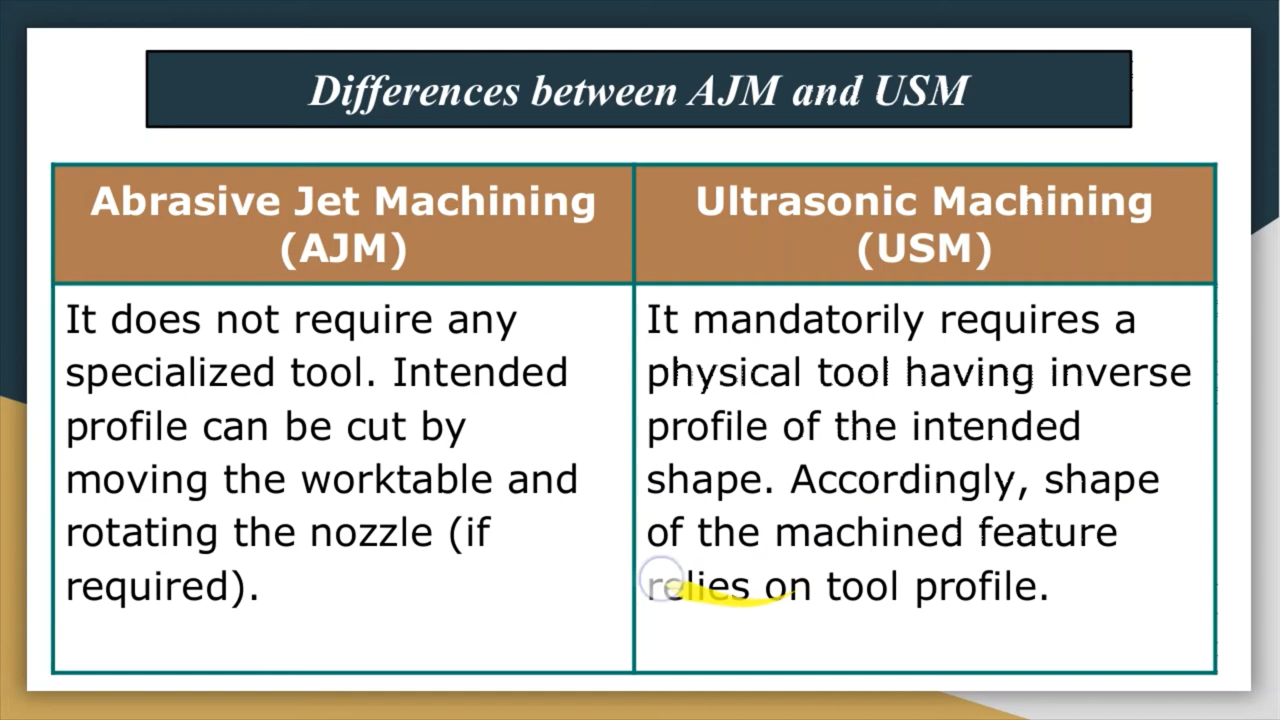 Differences between AJM and USM
Abrasive Jet Machining
(AJM)
Ultrasonic Machining
(USM)
It does not require any
specialized tool. Intended
profile can be cut by
moving the worktable and
rotating the nozzle (if
required).
It mandatorily requires a
physical tool having inverse
profile of the intended
shape. Accordingly, shape
of the machined feature
relies on tool profile.